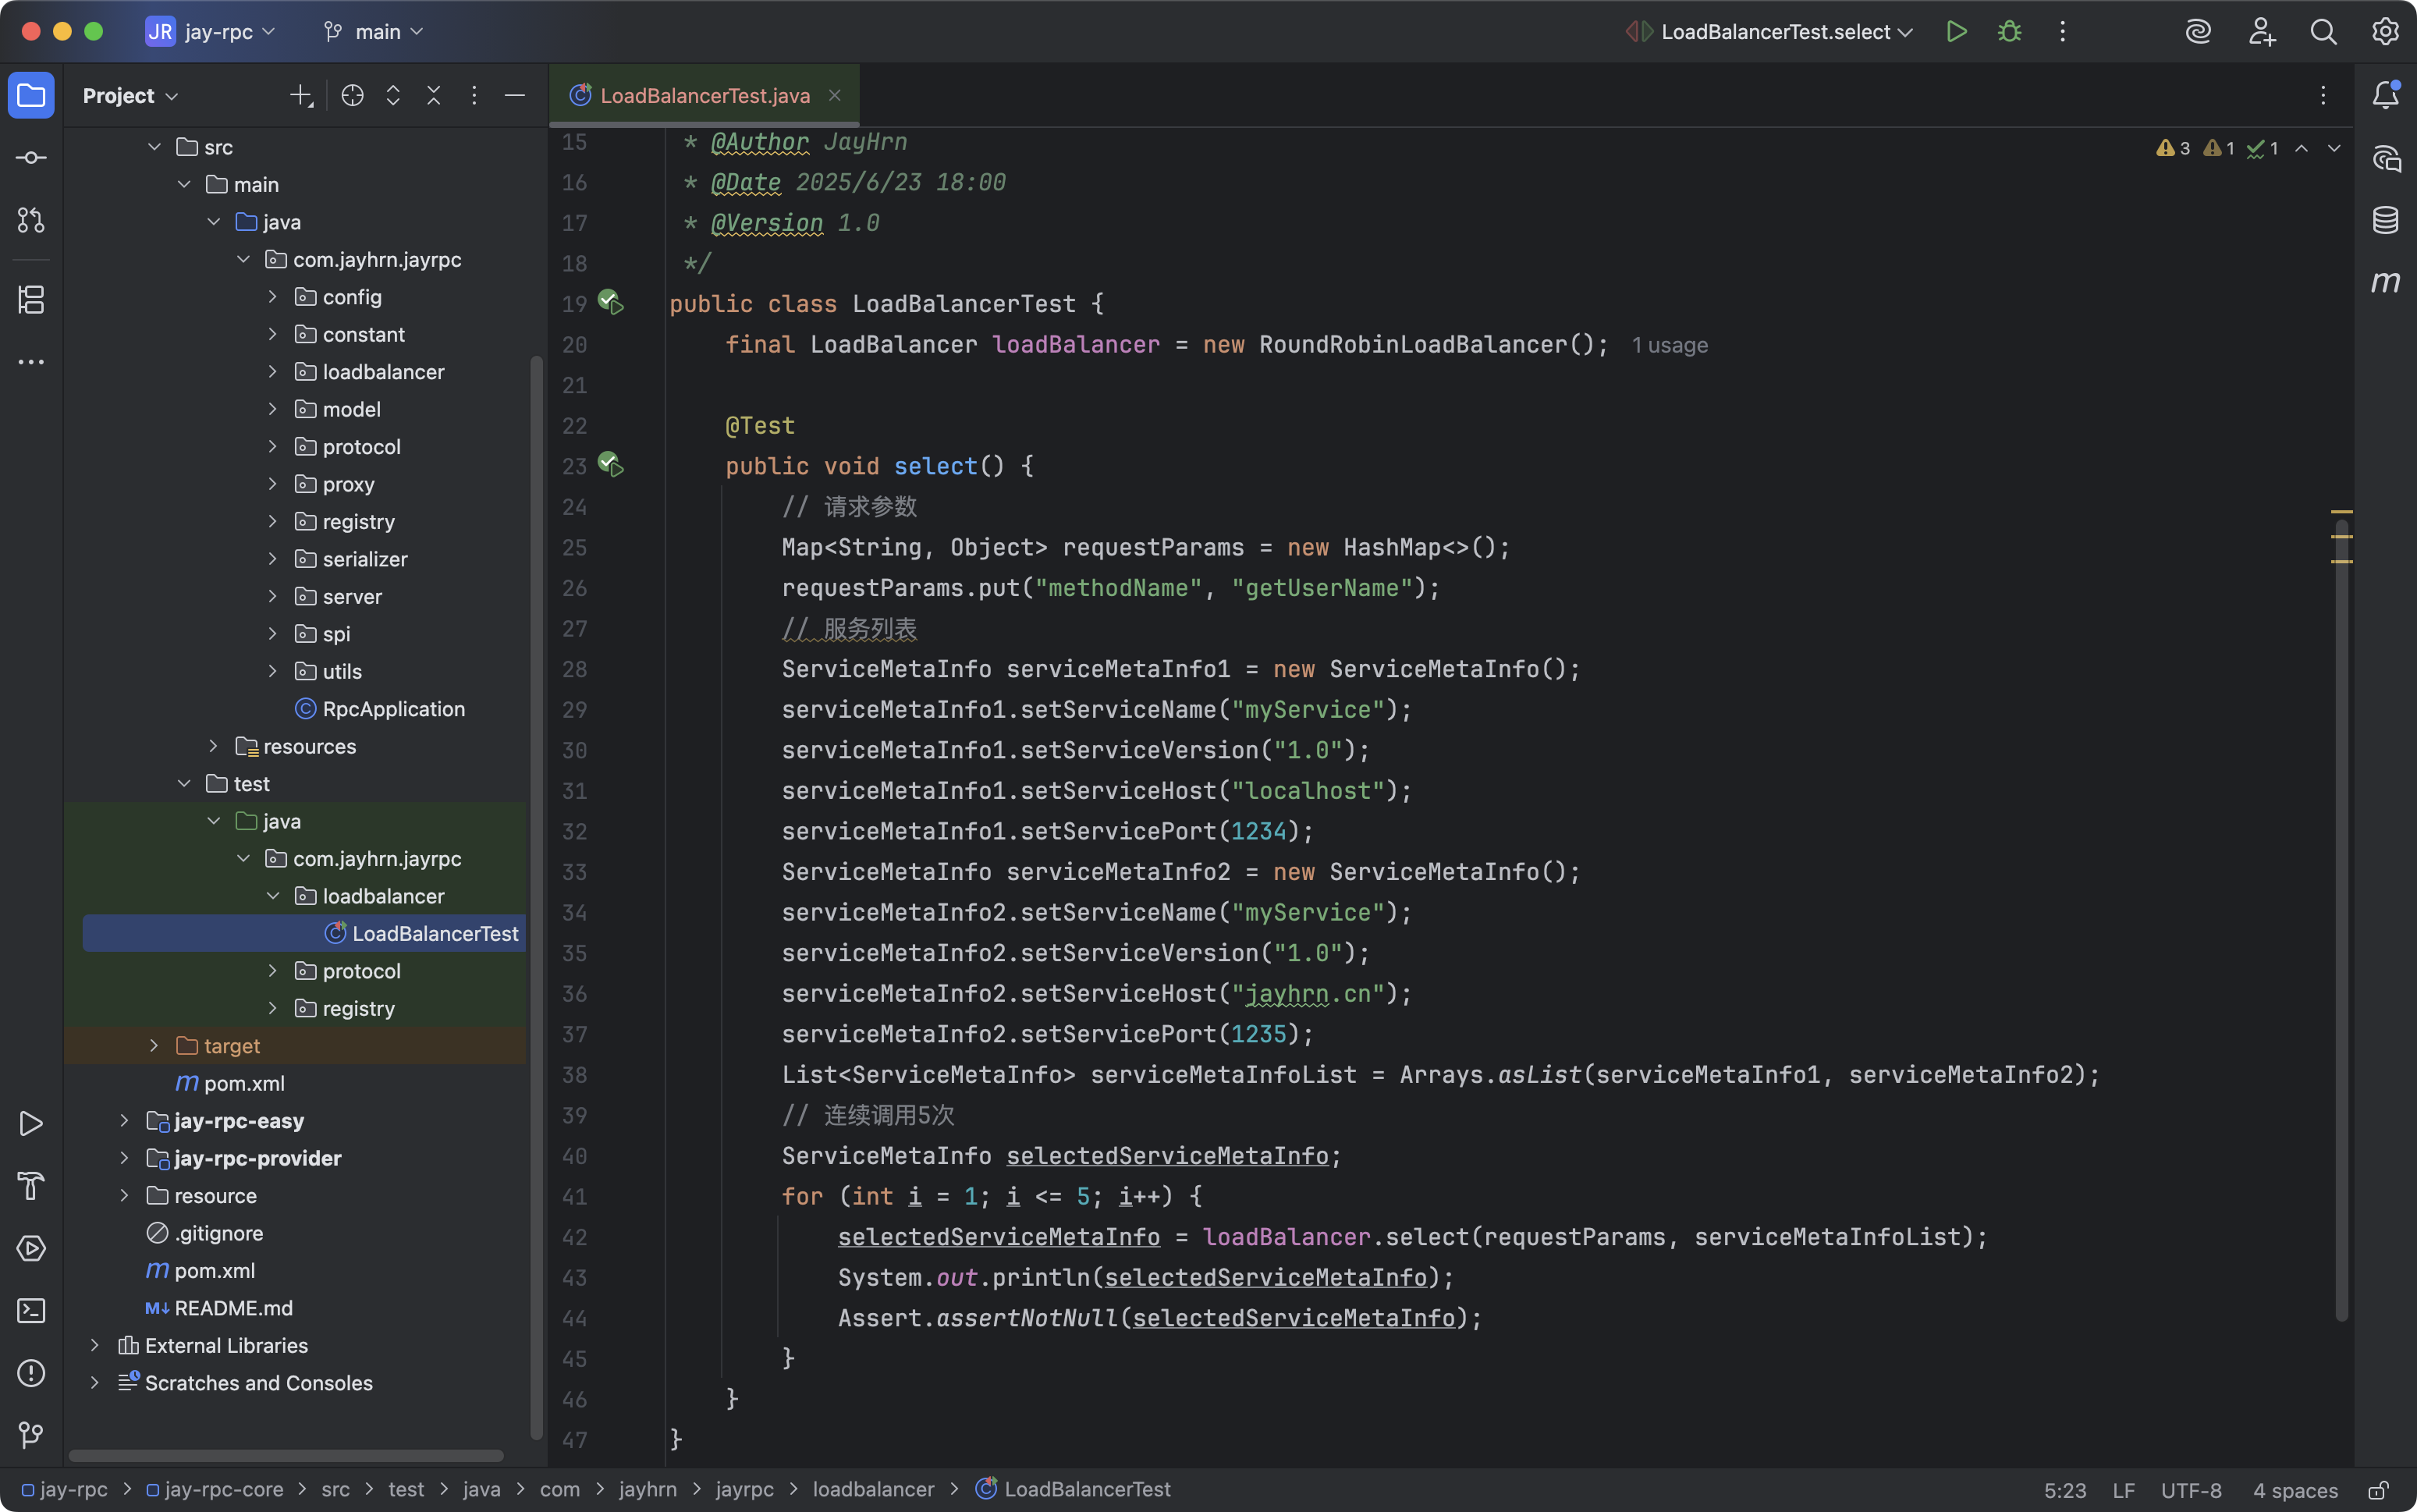 JR jay-rpc main LoadBalancerTest.select
Project
LoadBalancerTest.java
src
main
java
com.jayhrn.jayrpc
config
constant
loadbalancer
model
protocol
proxy
registry
serializer
server
spi
utils
RpcApplication
resources
test
java
com.jayhrn.jayrpc
loadbalancer
LoadBalancerTest
protocol
registry
target
pom.xml
jay-rpc-easy
jay-rpc-provider
resource
.gitignore
pom.xml
README.md
External Libraries
Scratches and Consoles
3 1 1
15 * @Author JayHrn
16 * @Date 2025/6/23 18:00
17 * @Version 1.0
18 */
19 public class LoadBalancerTest {
20 final LoadBalancer loadBalancer = new RoundRobinLoadBalancer(); 1 usage
21
22 @Test
23 public void select() {
24 // 请求参数
25 Map<String, Object> requestParams = new HashMap<>();
26 requestParams.put("methodName", "getUserName");
27 // 服务列表
28 ServiceMetaInfo serviceMetaInfo1 = new ServiceMetaInfo();
29 serviceMetaInfo1.setServiceName("myService");
30 serviceMetaInfo1.setServiceVersion("1.0");
31 serviceMetaInfo1.setServiceHost("localhost");
32 serviceMetaInfo1.setServicePort(1234);
33 ServiceMetaInfo serviceMetaInfo2 = new ServiceMetaInfo();
34 serviceMetaInfo2.setServiceName("myService");
35 serviceMetaInfo2.setServiceVersion("1.0");
36 serviceMetaInfo2.setServiceHost("jayhrn.cn");
37 serviceMetaInfo2.setServicePort(1235);
38 List<ServiceMetaInfo> serviceMetaInfoList = Arrays.asList(serviceMetaInfo1, serviceMetaInfo2);
39 // 连续调用5次
40 ServiceMetaInfo selectedServiceMetaInfo;
41 for (int i = 1; i <= 5; i++) {
42 selectedServiceMetaInfo = loadBalancer.select(requestParams, serviceMetaInfoList);
43 System.out.println(selectedServiceMetaInfo);
44 Assert.assertNotNull(selectedServiceMetaInfo);
45 }
46 }
47 }
jay-rpc > jay-rpc-core > src > test > java > com > jayhrn > jayrpc > loadbalancer > LoadBalancerTest
5:23 LF UTF-8 4 spaces